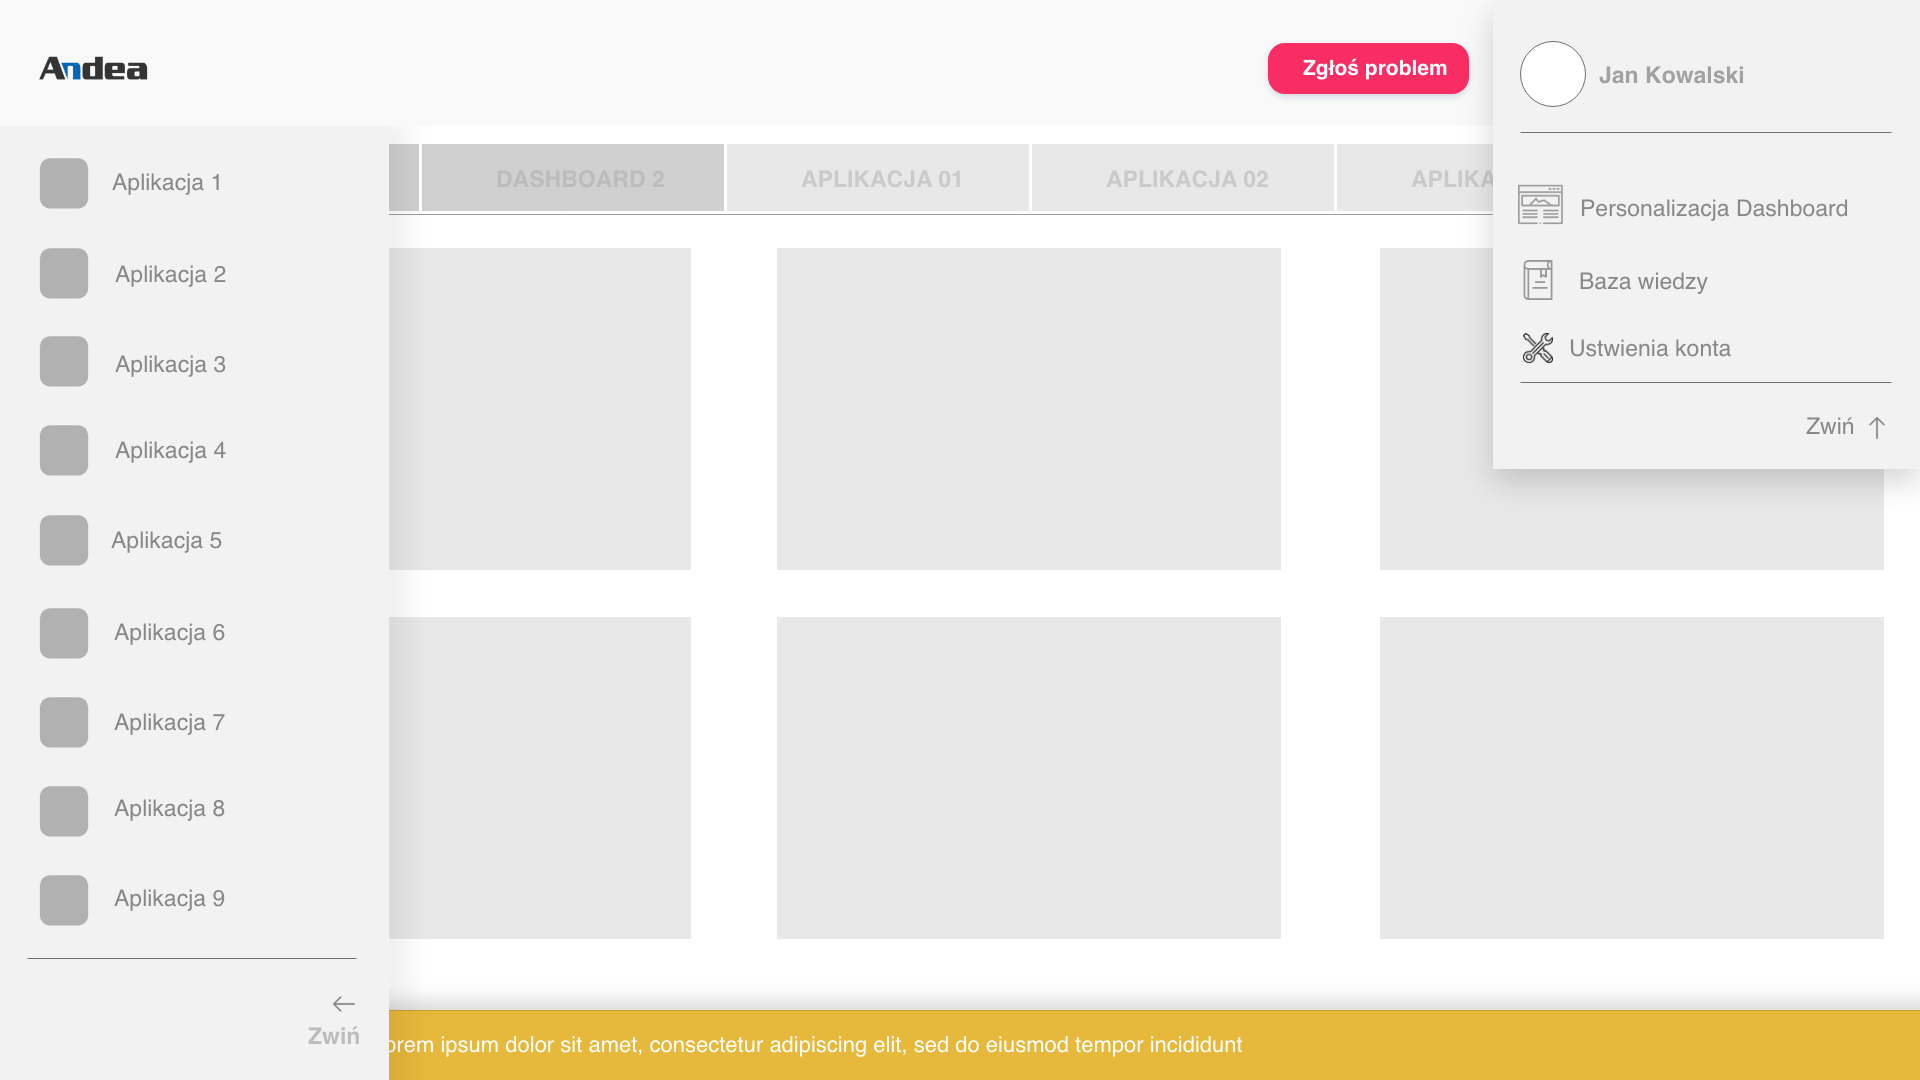 Andea
Zgłoś problem
Jan Kowalski
DASHBOARD 2
APLIKACJA 01
APLIKACJA 02
APLIKA
Personalizacja Dashboard
Baza wiedzy
Ustwienia konta
Zwiń
Aplikacja 1
Aplikacja 2
Aplikacja 3
Aplikacja 4
Aplikacja 5
Aplikacja 6
Aplikacja 7
Aplikacja 8
Aplikacja 9
Zwiń
orem ipsum dolor sit amet, consectetur adipiscing elit, sed do eiusmod tempor incididunt